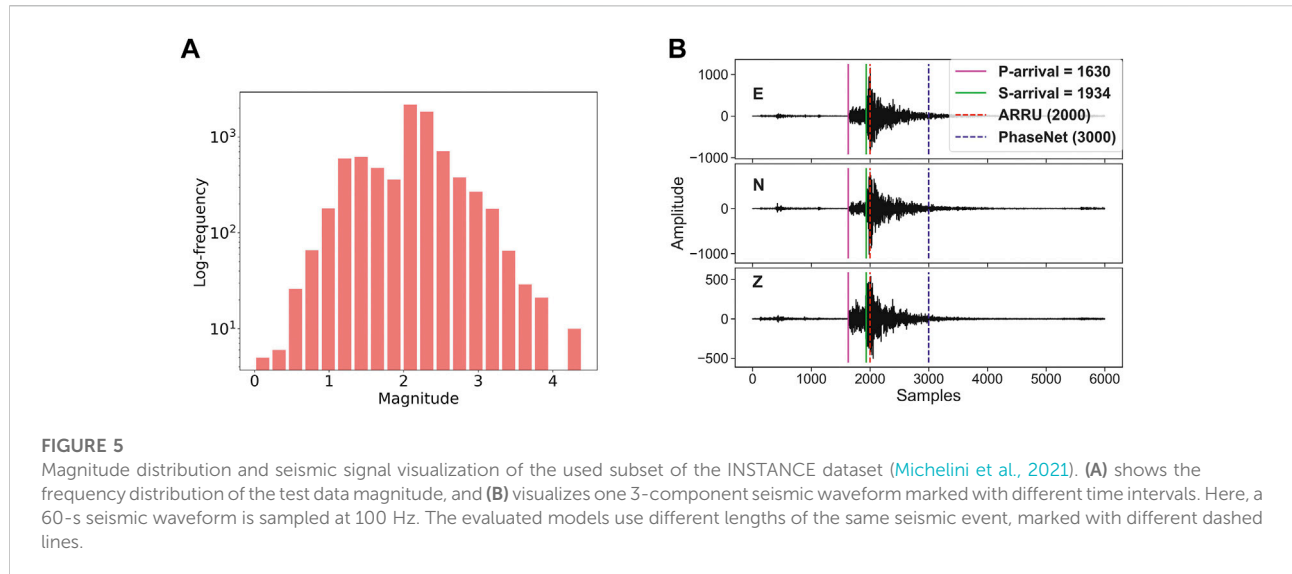 A
Log-frequency
10³
10²
10¹
0 1 2 3 4
Magnitude
B
P-arrival = 1630
S-arrival = 1934
ARRU (2000)
PhaseNet (3000)
Amplitude
E
1000
0
−1000
N
0
−1000
Z
500
0
−500
0 1000 2000 3000 4000 5000 6000
Samples
FIGURE 5
Magnitude distribution and seismic signal visualization of the used subset of the INSTANCE dataset (Michelini et al., 2021). (A) shows the
frequency distribution of the test data magnitude, and (B) visualizes one 3-component seismic waveform marked with different time intervals. Here, a
60-s seismic waveform is sampled at 100 Hz. The evaluated models use different lengths of the same seismic event, marked with different dashed
lines.